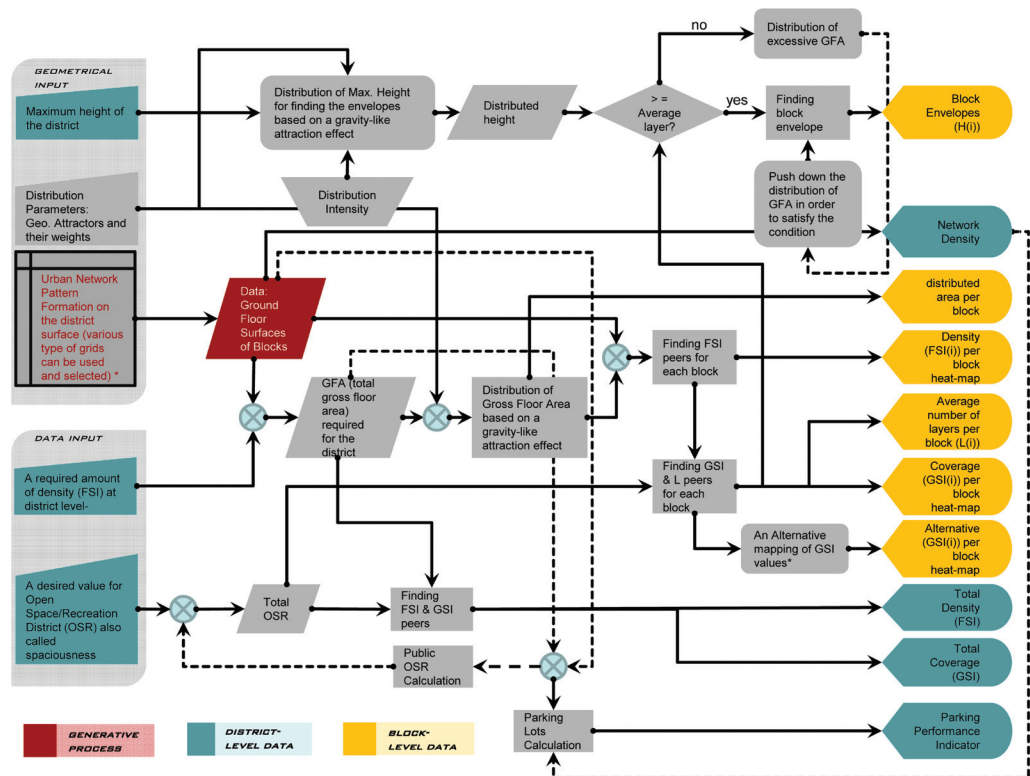 GEOMETRICAL
INPUT
Maximum height of
the district
Distribution
Parameters:
Geo. Attractors and
their weights
Urban Network
Pattern
Formation on
the district
surface (various
type of grids
can be used
and selected) *
DATA INPUT
A required amount
of density (FSI) at
district level-
A desired value for
Open
Space/Recreation
District (OSR) also
called
spaciousness
Distribution of Max. Height
for finding the envelopes
based on a gravity-like
attraction effect
Distribution
Intensity
Distributed
height
> =
Average
layer?
no
yes
Distribution of
excessive GFA
Finding
block
envelope
Push down the
distribution of
GFA in order
to satisfy the
condition
Data:
Ground
Floor
Surfaces
of Blocks
GFA (total
gross floor
area)
required
for the
district
Distribution of
Gross Floor Area
based on a
gravity-like
attraction effect
Finding FSI
peers for
each block
Finding GSI
& L peers
for each
block
An Alternative
mapping of GSI
values*
Total
OSR
Finding
FSI & GSI
peers
Public
OSR
Calculation
Parking
Lots
Calculation
Block
Envelopes
(H(i))
Network
Density
distributed
area per
block
Density
(FSI(i)) per
block
heat-map
Average
number of
layers per
block (L(i))
Coverage
(GSI(i)) per
block
heat-map
Alternative
(GSI(i)) per
block
heat-map
Total
Density
(FSI)
Total
Coverage
(GSI)
Parking
Performance
Indicator
GENERATIVE
PROCESS
DISTRICT-
LEVEL DATA
BLOCK-
LEVEL DATA